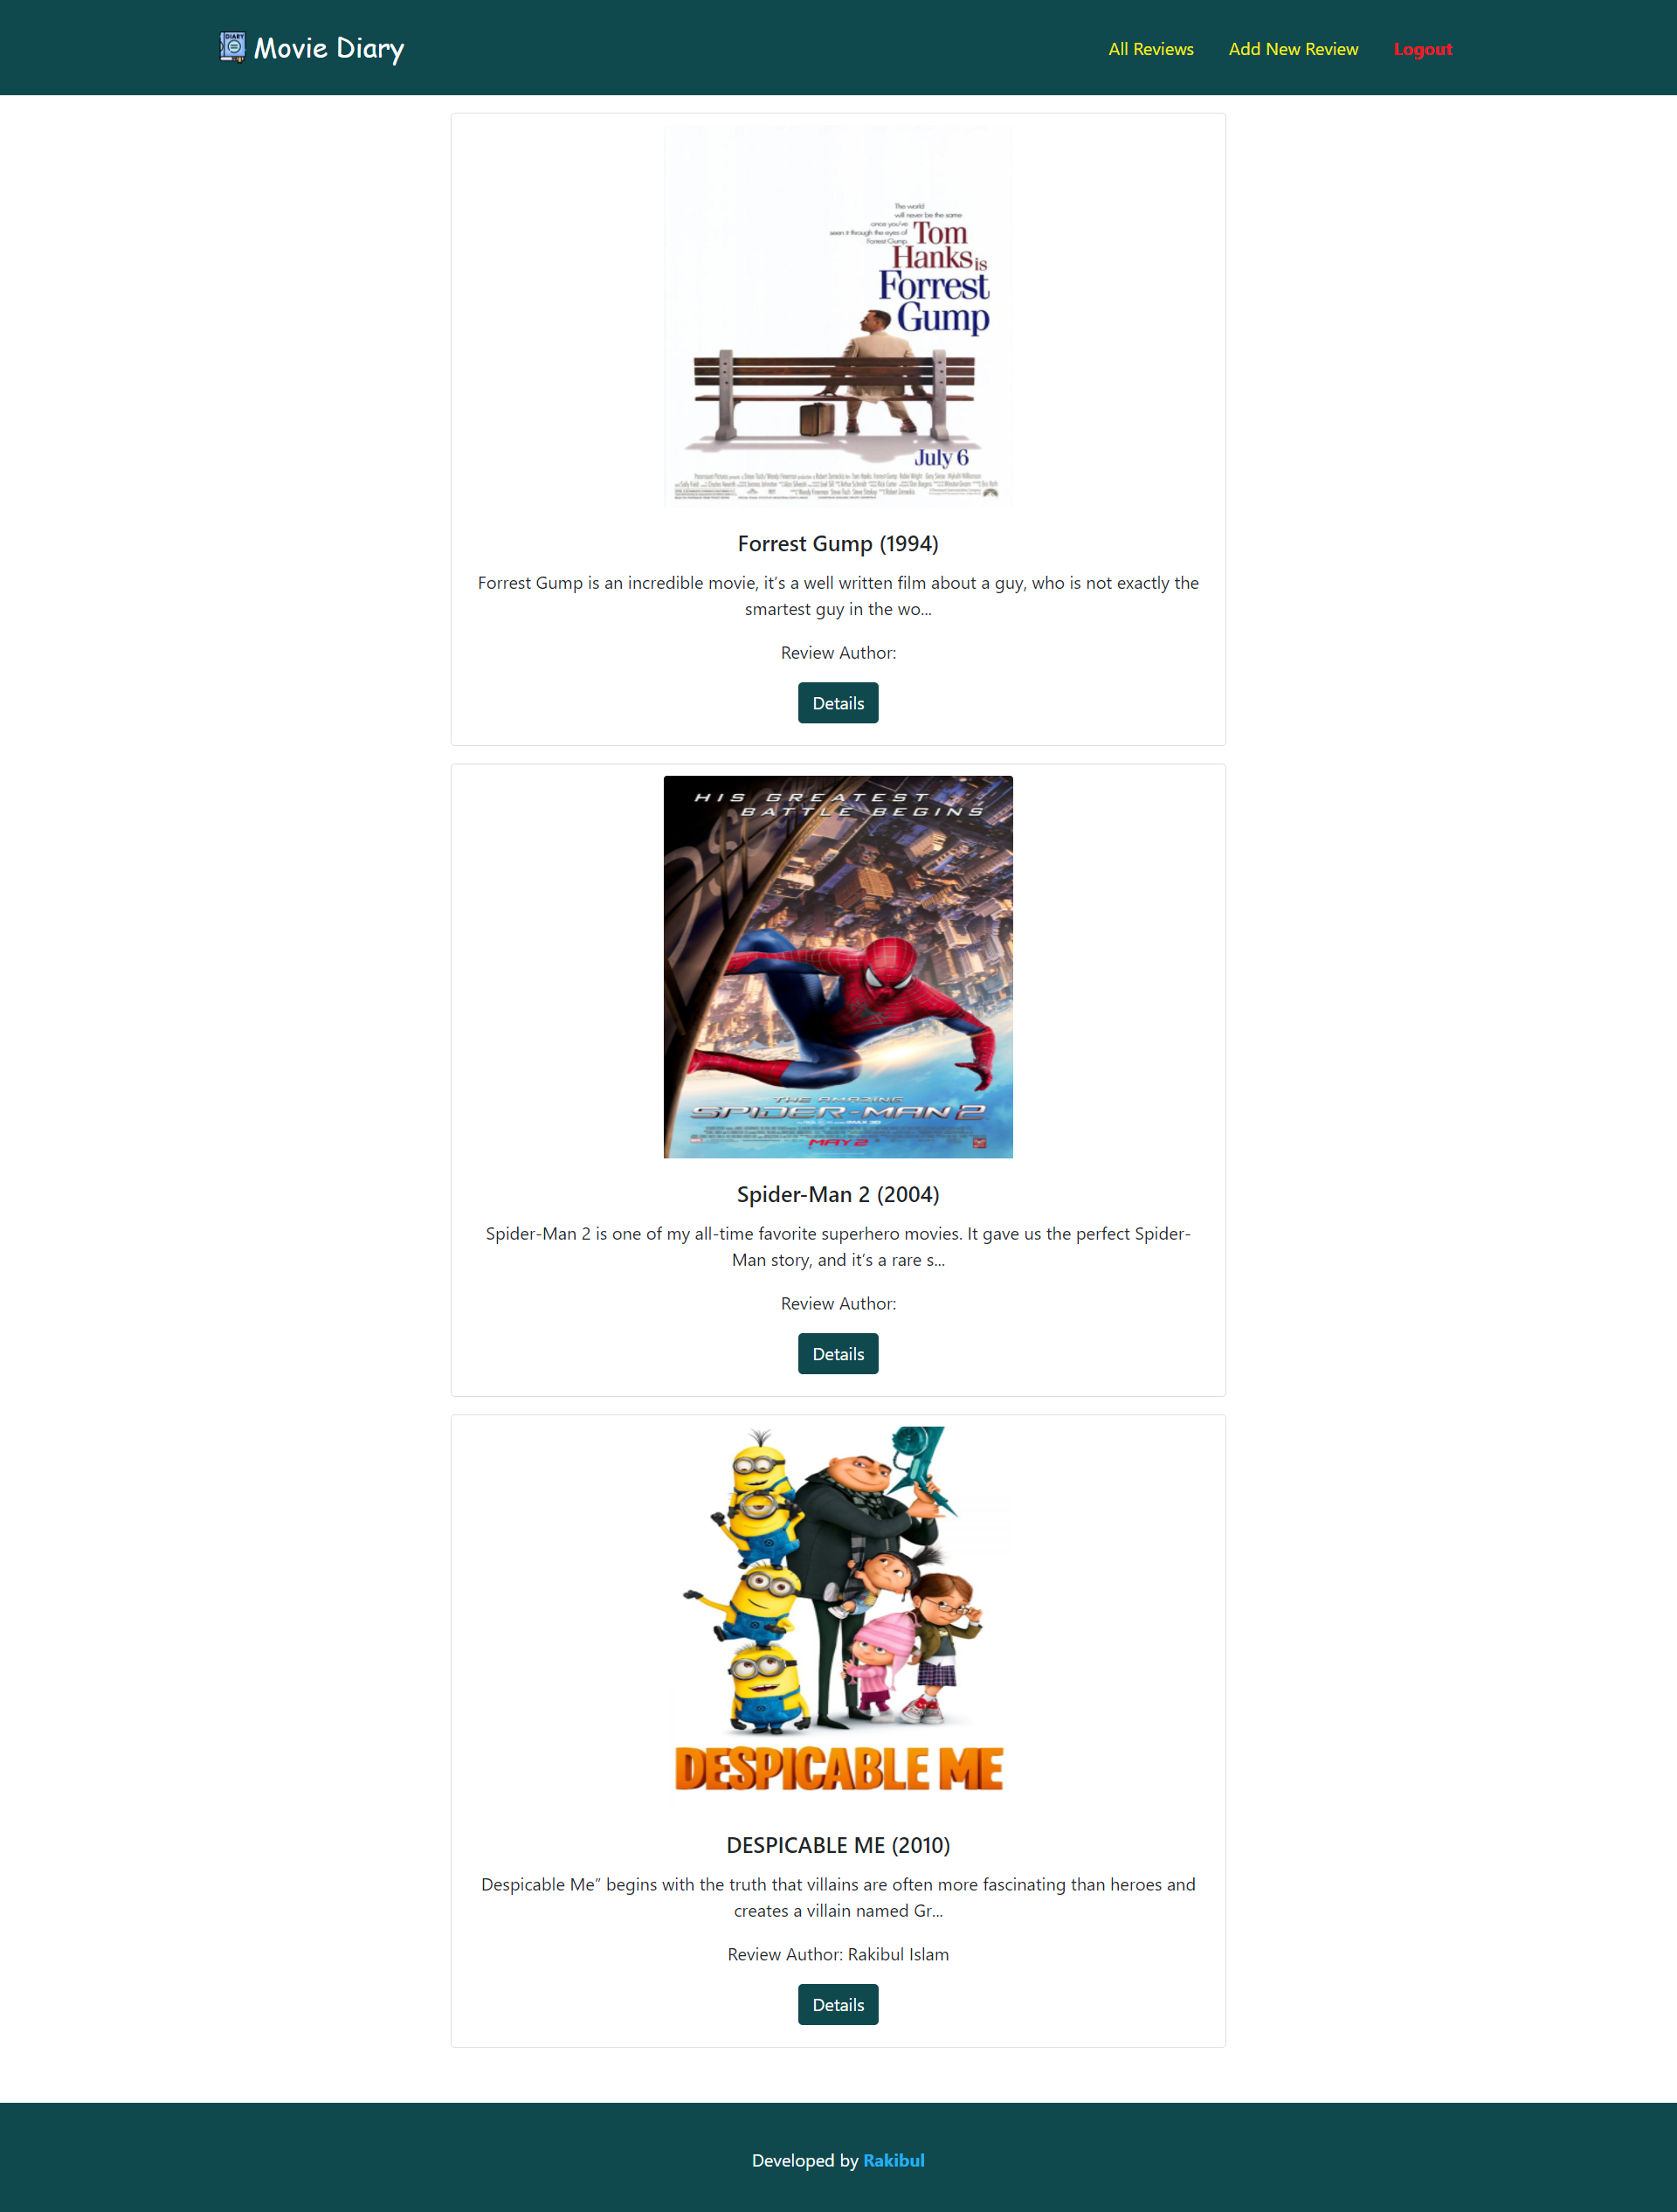 DIARY
Movie Diary
All Reviews
Add New Review
Logout
The world
will never be the same
once you've
seen it through the eyes of
Forrest Gump.
Tom
Hanks is
Forrest
Gump
July 6
Forrest Gump (1994)
Forrest Gump is an incredible movie, it’s a well written film about a guy, who is not exactly the
smartest guy in the wo...
Review Author:
Details
HIS GREATEST
BATTLE BEGINS
THE AMAZING
SPIDER-MAN 2
MAY 2
Spider-Man 2 (2004)
Spider-Man 2 is one of my all-time favorite superhero movies. It gave us the perfect Spider-
Man story, and it’s a rare s...
Review Author:
Details
DESPICABLE ME
DESPICABLE ME (2010)
Despicable Me” begins with the truth that villains are often more fascinating than heroes and
creates a villain named Gr...
Review Author: Rakibul Islam
Details
Developed by Rakibul